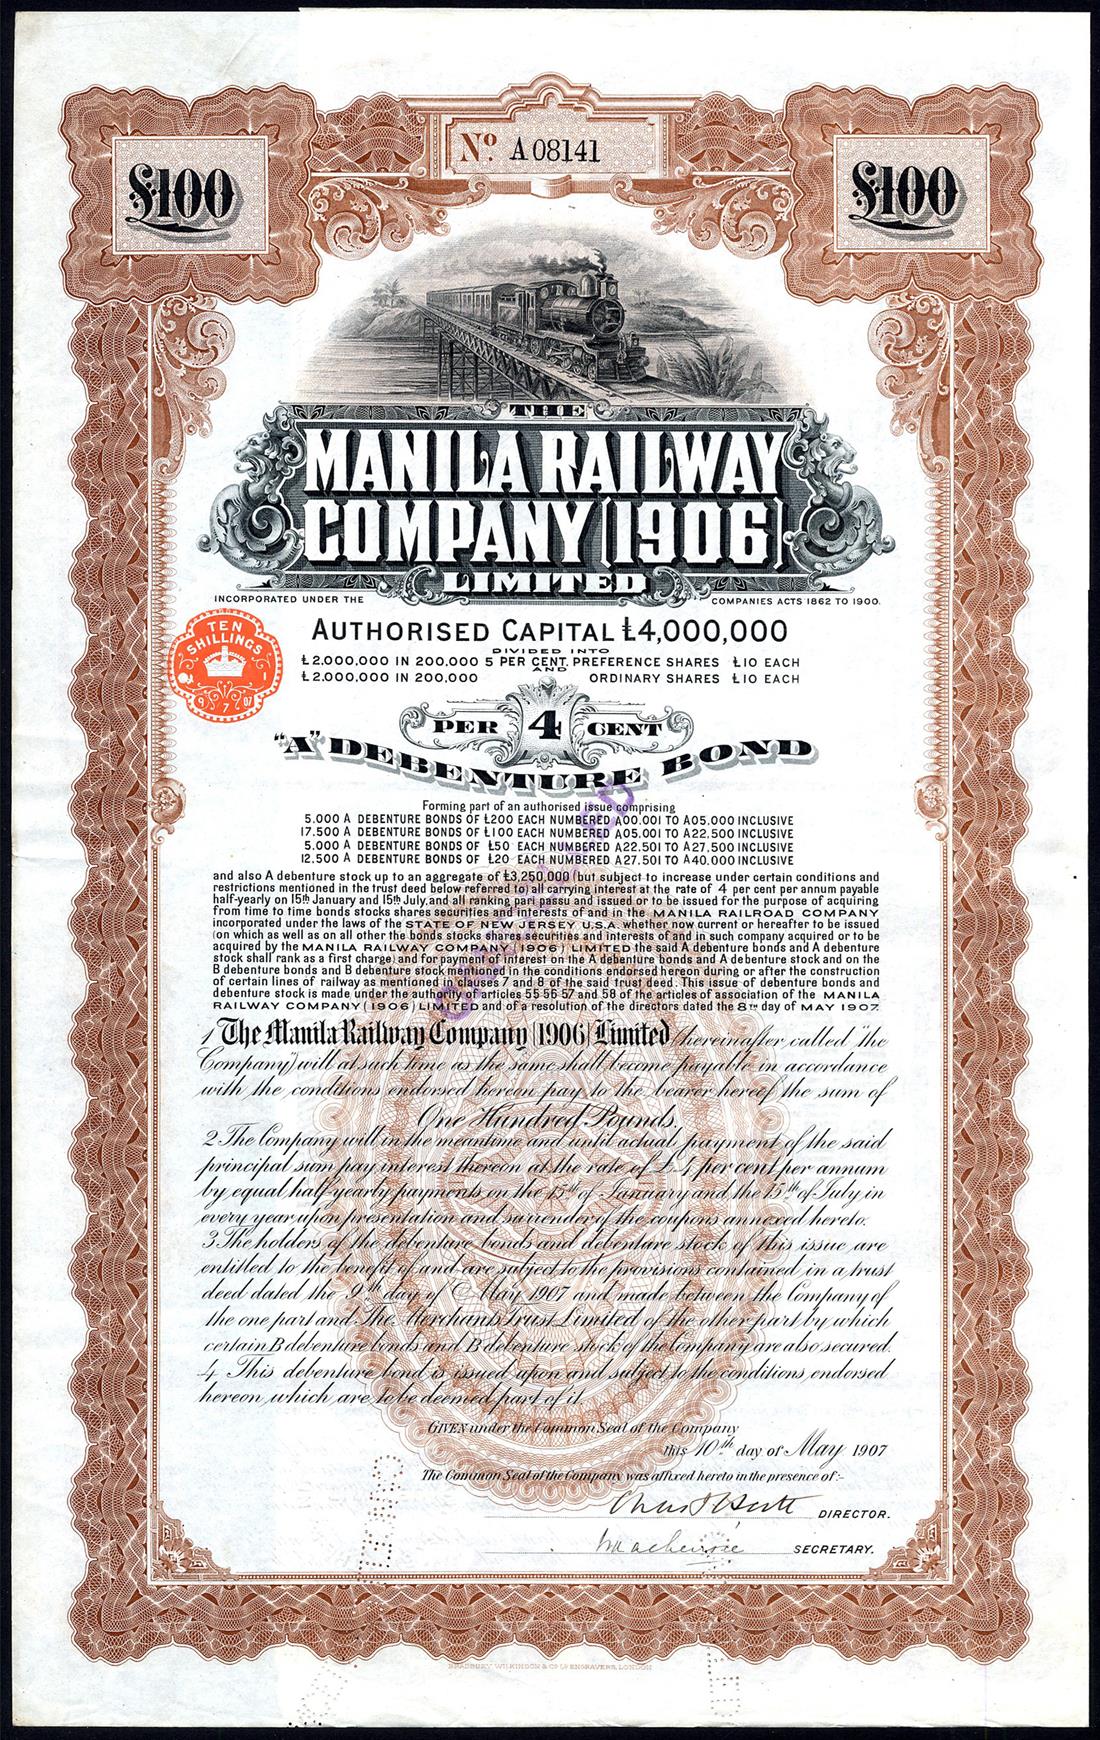 £100
Nº A08141
£100
THE
MANILA RAILWAY
COMPANY (1906)
LIMITED
INCORPORATED UNDER THE COMPANIES ACTS 1862 TO 1900.
TEN
SHILLINGS
9 7 07
AUTHORISED CAPITAL £4,000,000
DIVIDED INTO
£2.000,000 IN 200.000 5 PER CENT. PREFERENCE SHARES £10 EACH
AND
£2.000,000 IN 200,000 ORDINARY SHARES £10 EACH
PER 4 CENT
"A" DEBENTURE BOND
CANCELLED
Forming part of an authorised issue comprising
5.000 A DEBENTURE BONDS OF £200 EACH NUMBERED A00.001 TO A05.000 INCLUSIVE
17.500 A DEBENTURE BONDS OF £100 EACH NUMBERED A05.001 TO A22,500 INCLUSIVE
5.000 A DEBENTURE BONDS OF £50 EACH NUMBERED A22.501 TO A27,500 INCLUSIVE
12.500 A DEBENTURE BONDS OF £20 EACH NUMBERED A27.501 TO A40.000 INCLUSIVE
and also A debenture stock up to an aggregate of £3,250,000 (but subject to increase under certain conditions and
restrictions mentioned in the trust deed below referred to) all carrying interest at the rate of 4 per cent per annum payable
half-yearly on 15th January and 15th July, and all ranking pari passu and issued or to be issued for the purpose of acquiring
from time to time bonds stocks shares securities and interests of and in the MANILA RAILROAD COMPANY
incorporated under the laws of the STATE OF NEW JERSEY U.S.A. whether now current or hereafter to be issued
(on which as well as on all other the bonds stocks shares securities and interests of and in such company acquired or to be
acquired by the MANILA RAILWAY COMPANY (1906) LIMITED the said A debenture bonds and A debenture
stock shall rank as a first charge) and for payment of interest on the A debenture bonds and A debenture stock and on the
B debenture bonds and B debenture stock mentioned in the conditions endorsed hereon during or after the construction
of certain lines of railway as mentioned in clauses 7 and 8 of the said trust deed. This issue of debenture bonds and
debenture stock is made under the authority of articles 55 56 57 and 58 of the articles of association of the MANILA
RAILWAY COMPANY (1906) LIMITED and of a resolution of the directors dated the 8th day of MAY 1907.
1 The Manila Railway Company (1906) Limited (hereinafter called "the
Company") will at such time as the same shall become payable in accordance
with the conditions endorsed hereon pay to the bearer hereof the sum of
One Hundred Pounds.
2 The Company will in the meantime and until actual payment of the said
principal sum pay interest thereon at the rate of £4 per cent per annum
by equal half-yearly payments on the 15th of January and the 15th of July in
every year upon presentation and surrender of the coupons annexed hereto.
3 The holders of the debenture bonds and debenture stock of this issue are
entitled to the benefit of and are subject to the provisions contained in a trust
deed dated the 9th day of May 1907 and made between the Company of
the one part and The Merchants Trust Limited of the other part by which
certain B debenture bonds and B debenture stock of the Company are also secured.
4 This debenture bond is issued upon and subject to the conditions endorsed
hereon which are to be deemed part of it
GIVEN under the Common Seal of the Company
this 10th day of May 1907
The Common Seal of the Company was affixed hereto in the presence of:-
DIRECTOR.
Mackenzie SECRETARY.
BRADBURY WILKINSON & Co Ld ENGRAVERS, LONDON